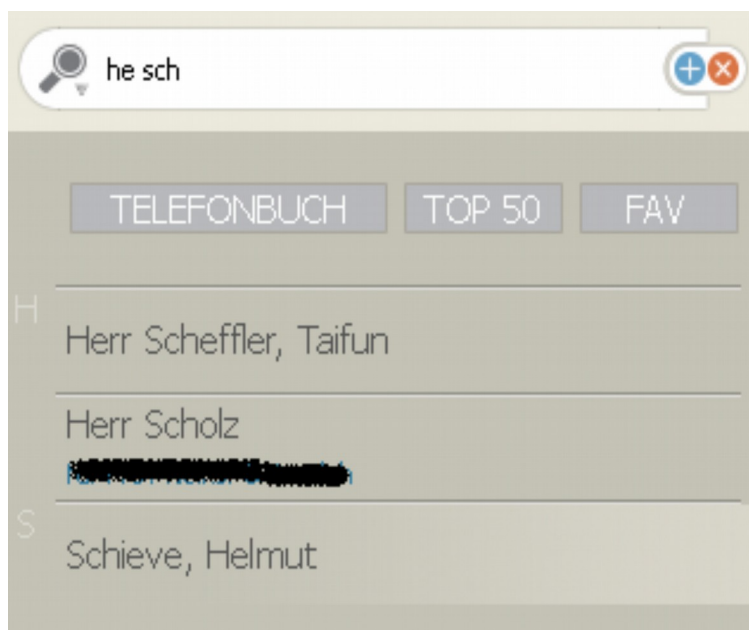 he sch
TELEFONBUCH TOP 50 FAV
H
Herr Scheffler, Taifun
Herr Scholz
S
Schieve, Helmut